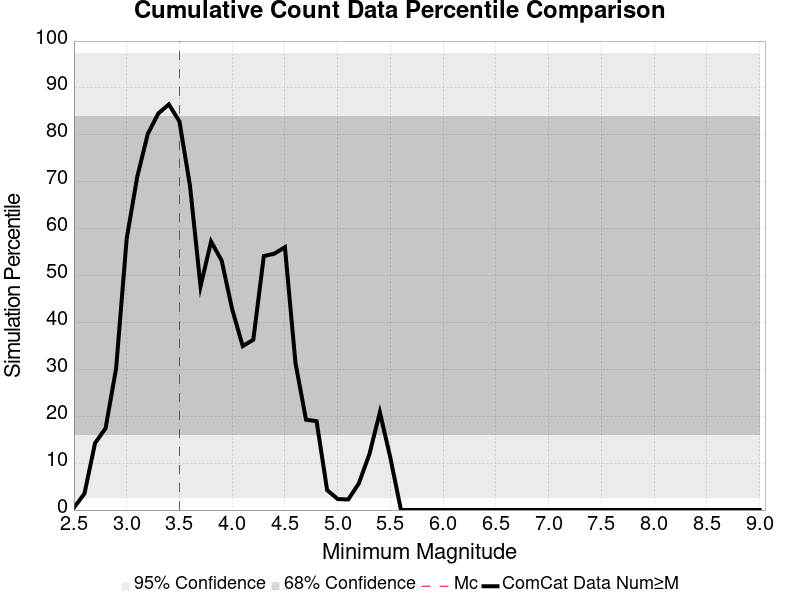 Cumulative Count Data Percentile Comparison
100
90
80
70
60
50
40
30
20
10
0
Simulation Percentile
2.5 3.0 3.5 4.0 4.5 5.0 5.5 6.0 6.5 7.0 7.5 8.0 8.5 9.0
Minimum Magnitude
95% Confidence 68% Confidence Mc ComCat Data Num≥M